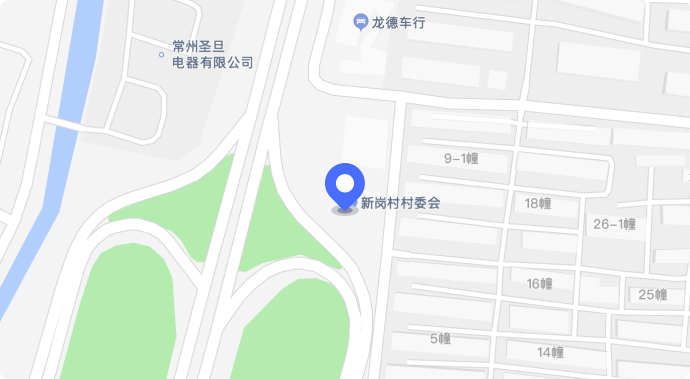 龙德车行
常州圣旦
电器有限公司
9-1幢
新岗村村委会
18幢
26-1幢
16幢
25幢
5幢
14幢